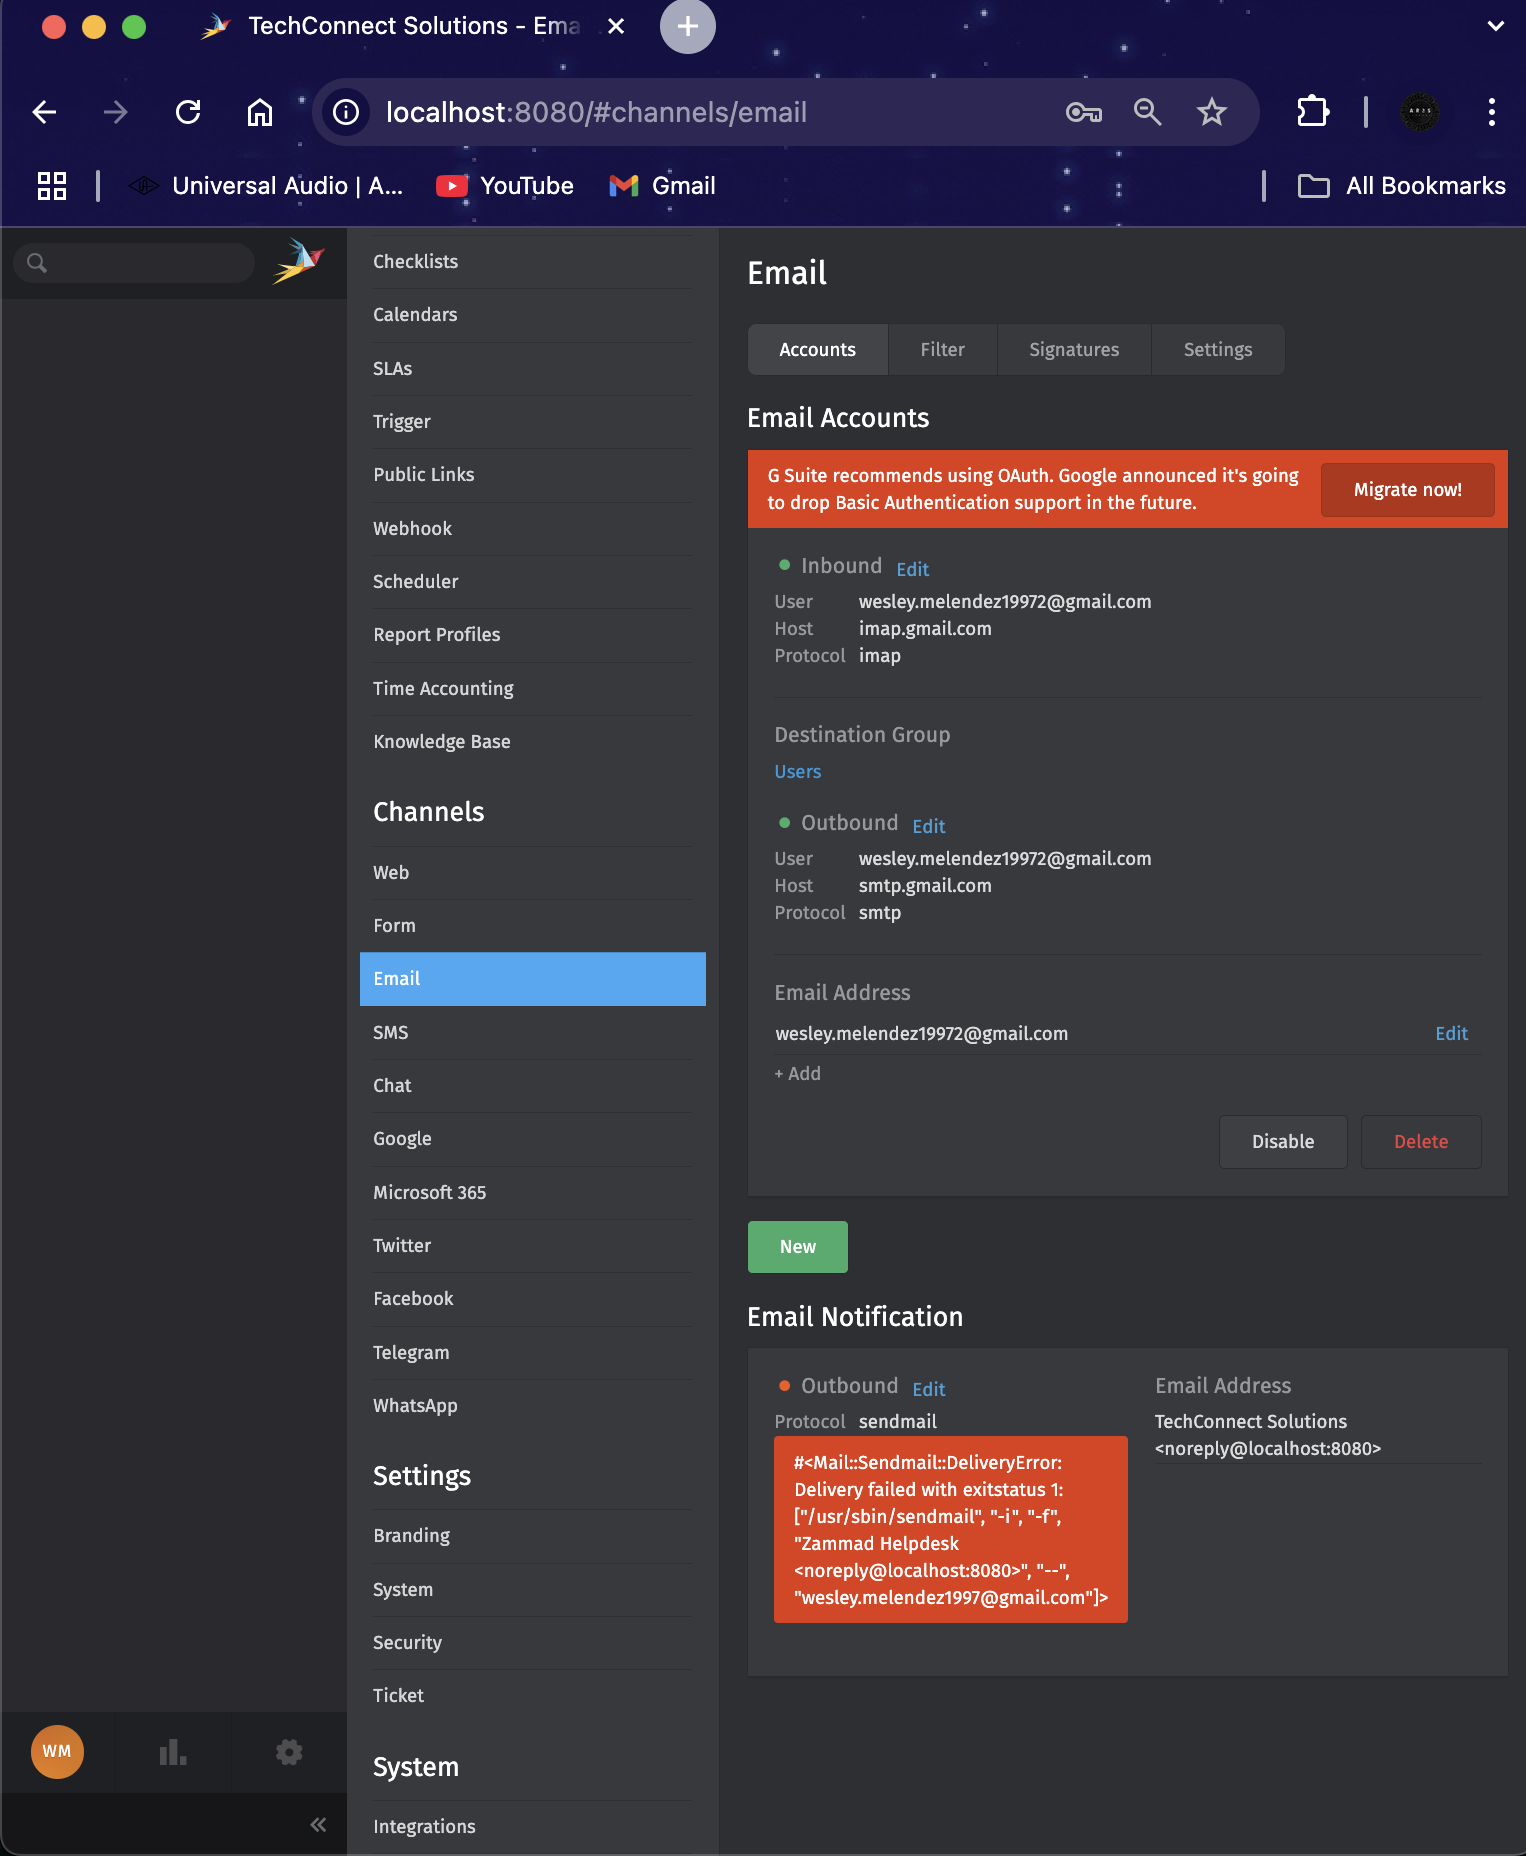 TechConnect Solutions - Ema
localhost:8080/#channels/email
Universal Audio | A...
YouTube
Gmail
All Bookmarks
Checklists
Calendars
SLAs
Trigger
Public Links
Webhook
Scheduler
Report Profiles
Time Accounting
Knowledge Base
Channels
Web
Form
Email
SMS
Chat
Google
Microsoft 365
Twitter
Facebook
Telegram
WhatsApp
Settings
Branding
System
Security
Ticket
System
Integrations
WM
Email
Accounts
Filter
Signatures
Settings
Email Accounts
G Suite recommends using OAuth. Google announced it's going
to drop Basic Authentication support in the future.
Migrate now!
Inbound Edit
User wesley.melendez19972@gmail.com
Host imap.gmail.com
Protocol imap
Destination Group
Users
Outbound Edit
User wesley.melendez19972@gmail.com
Host smtp.gmail.com
Protocol smtp
Email Address
wesley.melendez19972@gmail.com Edit
+ Add
Disable
Delete
New
Email Notification
Outbound Edit
Protocol sendmail
#<Mail::Sendmail::DeliveryError:
Delivery failed with exitstatus 1:
["/usr/sbin/sendmail", "-i", "-f",
"Zammad Helpdesk
<noreply@localhost:8080>", "--",
"wesley.melendez1997@gmail.com"]>
Email Address
TechConnect Solutions
<noreply@localhost:8080>